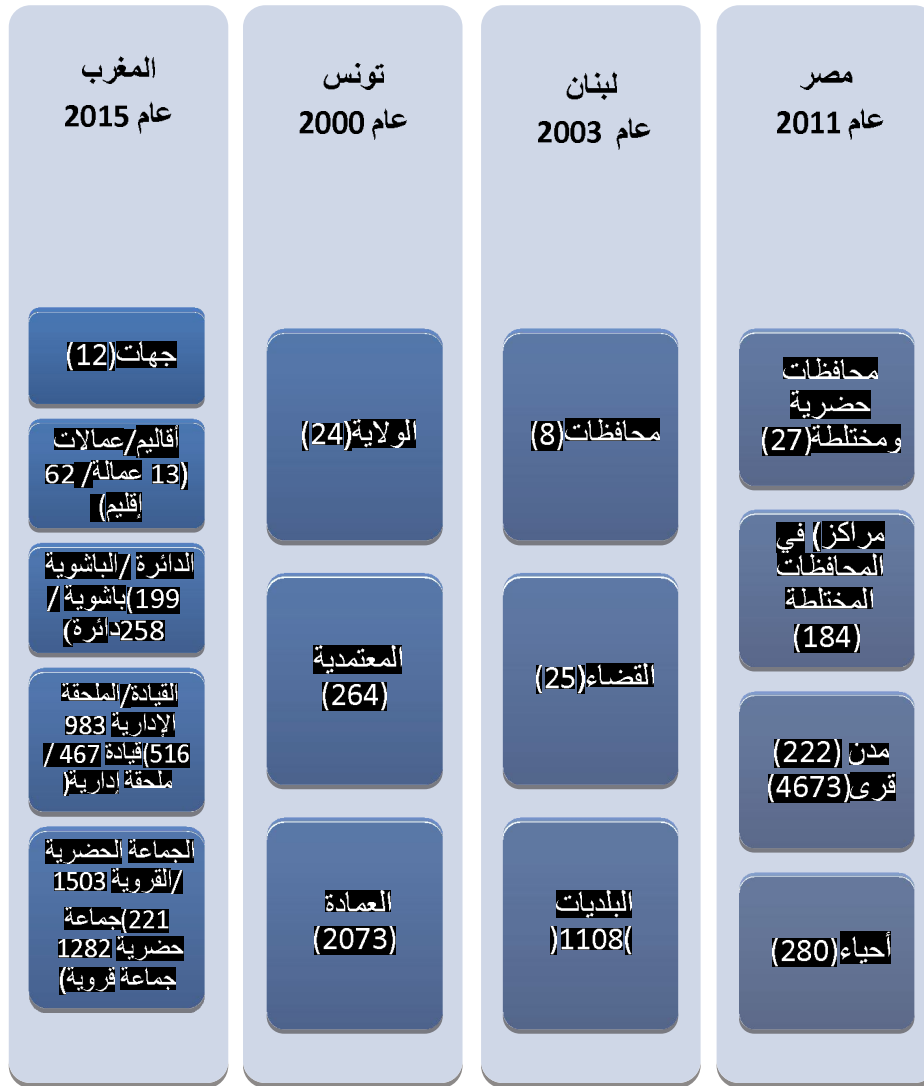 مصر
عام 2011
محافظات
حضرية
ومختلطة(27)
مراكز) في
المحافظات
المختلطة
(184)
مدن (222)
قرى(4673)
أحياء(280)
لبنان
عام 2003
محافظات(8)
القضاء(25)
البلديات
)1108(
تونس
عام 2000
الولاية(24)
المعتمدية
(264)
العمادة
(2073)
المغرب
عام 2015
جهات(12)
أقاليم/عمالات
(13 عمالة/ 62
إقليم)
الدائرة /الباشوية
199)باشوية /
258دائرة)
القيادة/الملحقة
الإدارية 983
516)قيادة 467 /
ملحقة إدارية(
الجماعة الحضرية
/القروية 1503
221)جماعة
حضرية 1282
جماعة قروية)